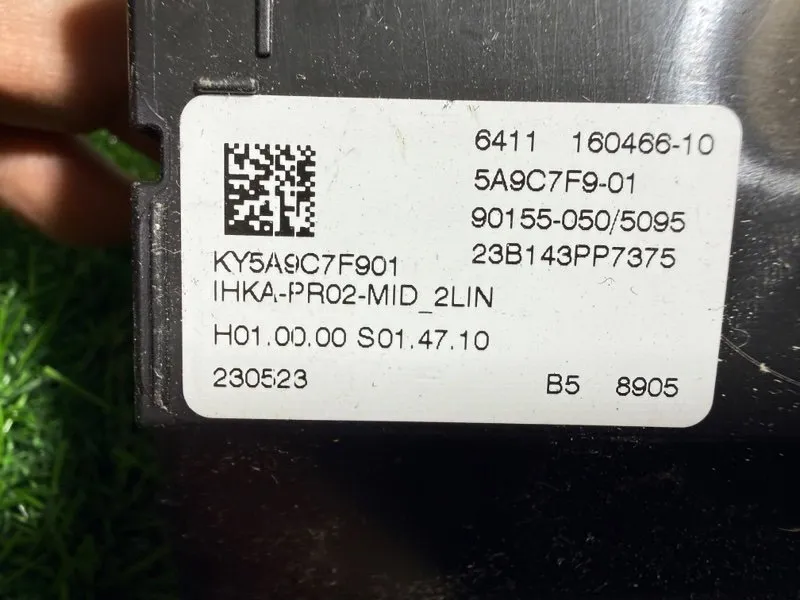 6411 160466-10
5A9C7F9-01
90155-050/5095
23B143PP7375
KY5A9C7F901
IHKA-PR02-MID_2LIN
H01.00.00 S01.47.10
230523 B5 8905